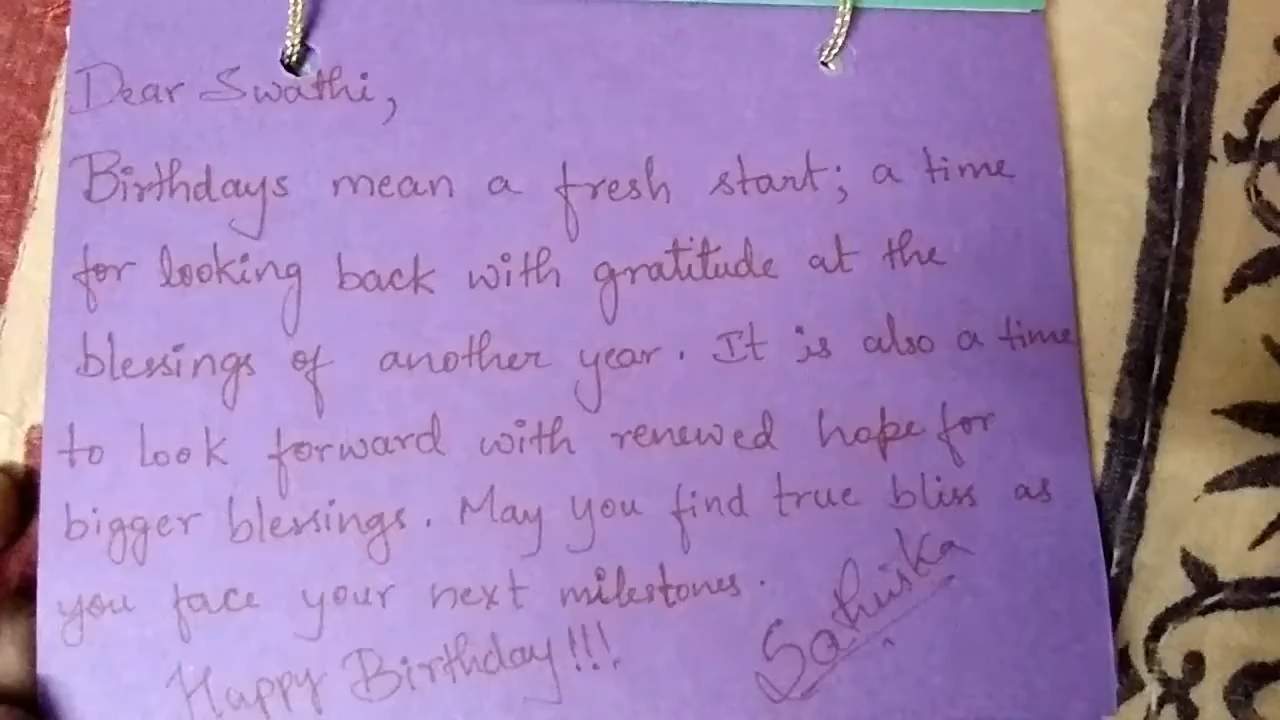 Dear Swathi,
Birthdays mean a fresh start; a time
for looking back with gratitude at the
blessings of another year. It is also a time
to look forward with renewed hope for
bigger blessings. May you find true bliss as
you face your next milestones.
Happy Birthday!!!